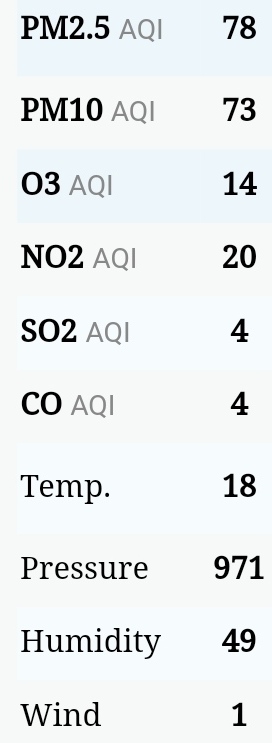 PM2.5 AQI 78
PM10 AQI 73
O3 AQI 14
NO2 AQI 20
SO2 AQI 4
CO AQI 4
Temp. 18
Pressure 971
Humidity 49
Wind 1